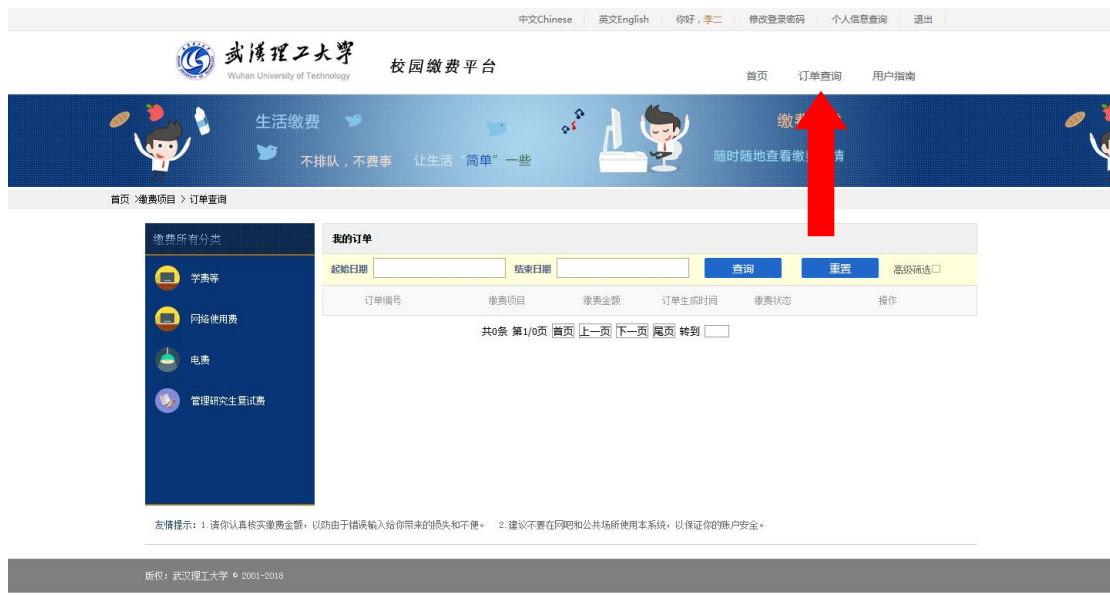 中文Chinese 英文English 你好，李二 修改登录密码 个人信息查询 退出
武漢理工大学
Wuhan University of Technology
校园缴费平台
首页 订单查询 用户指南
生活缴费
不排队，不费事 让生活“简单”一些
缴费
随时随地查看缴 情
首页 >缴费项目 > 订单查询
缴费所有分类
学费等
网络使用费
电费
管理研究生复试费
我的订单
起始日期 结束日期 查询 重置 高级筛选
订单编号 缴费项目 缴费金额 订单生成时间 缴费状态 操作
共0条 第1/0页 首页 上一页 下一页 尾页 转到
友情提示：1.请你认真核实缴费金额，以防由于错误输入给你带来的损失和不便。 2.建议不要在网吧和公共场所使用本系统，以保证你的账户安全。
版权：武汉理工大学 © 2001-2018